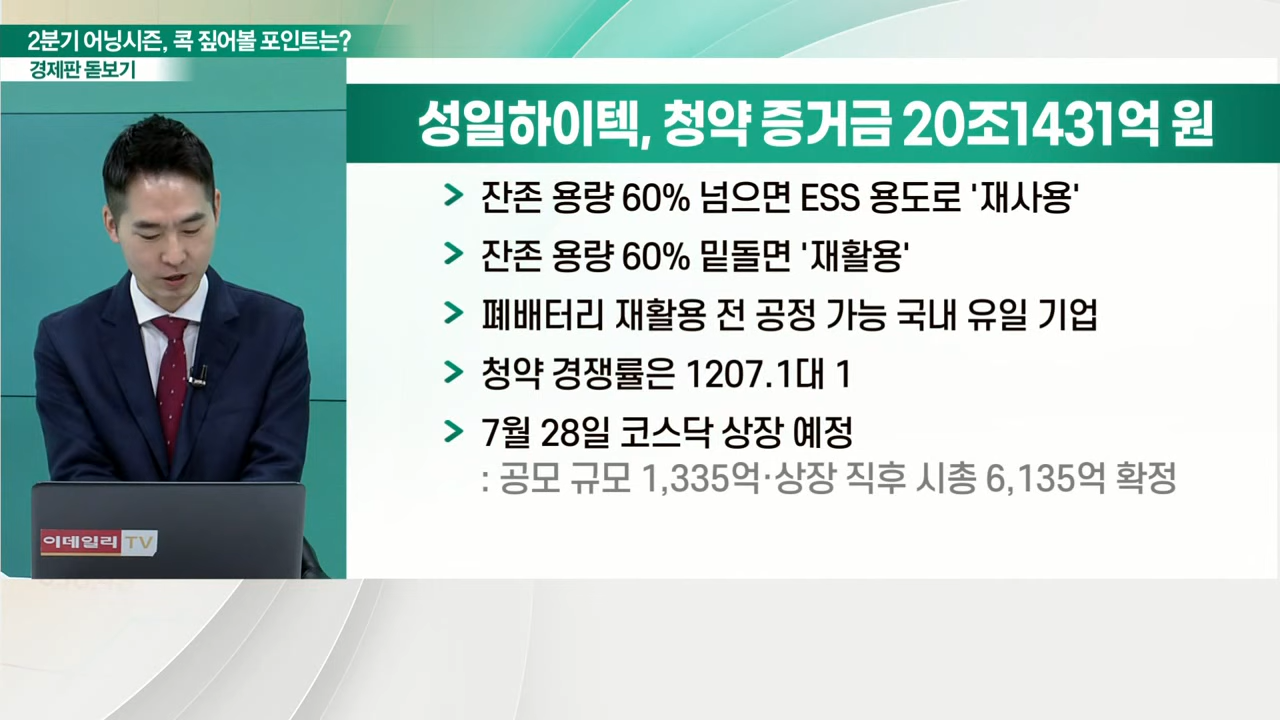 2분기 어닝시즌, 콕 짚어볼 포인트는?
경제판 돋보기
성일하이텍, 청약 증거금 20조1431억 원
> 잔존 용량 60% 넘으면 ESS 용도로 '재사용'
> 잔존 용량 60% 밑돌면 '재활용'
> 폐배터리 재활용 전 공정 가능 국내 유일 기업
> 청약 경쟁률은 1207.1대 1
> 7월 28일 코스닥 상장 예정
: 공모 규모 1,335억·상장 직후 시총 6,135억 확정
이데일리 TV